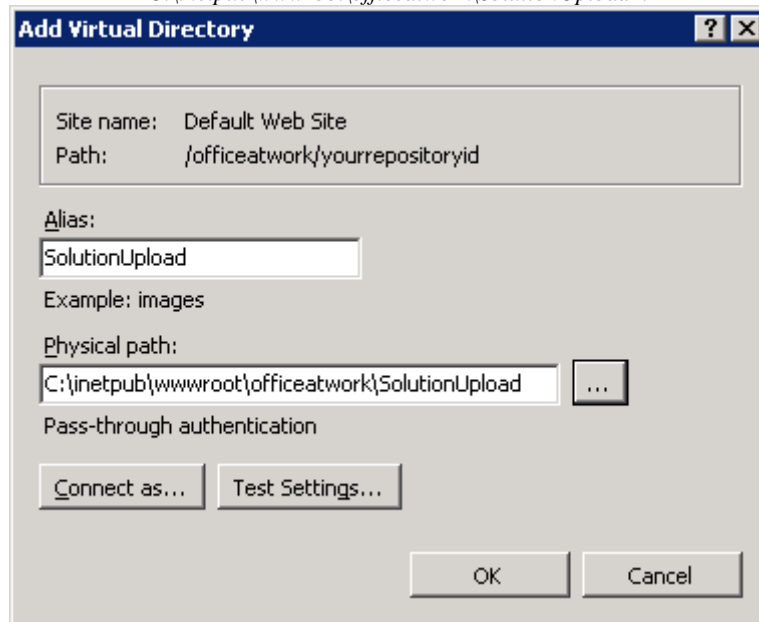 Add Virtual Directory
Site name: Default Web Site
Path: /officeatwork/yourrepositoryid
Alias:
SolutionUpload
Example: images
Physical path:
C:\inetpub\wwwroot\officeatwork\SolutionUpload ...
Pass-through authentication
Connect as... Test Settings...
OK Cancel